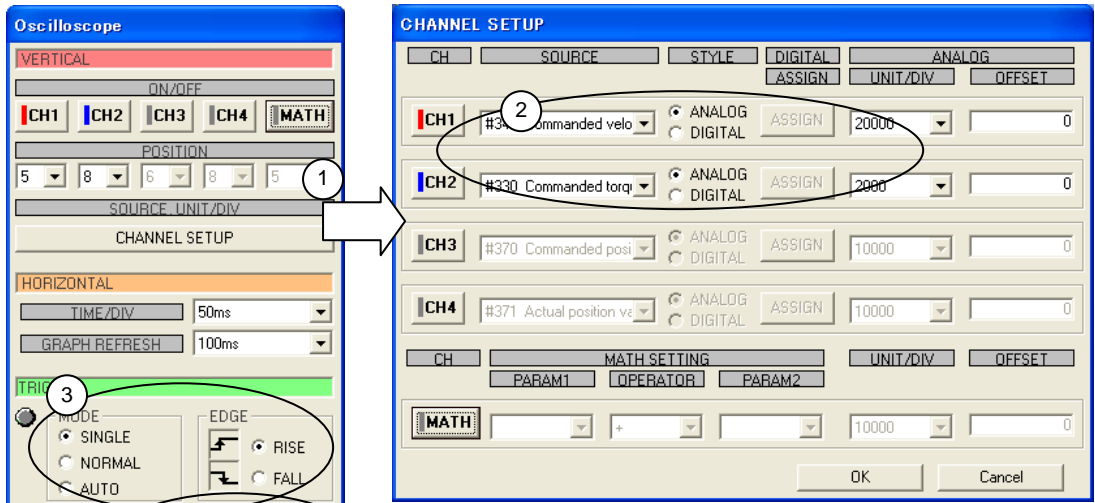 Oscilloscope
VERTICAL
ON/OFF
CH1 CH2 CH3 CH4 MATH
POSITION
5 8 6 8 5
1
SOURCE. UNIT/DIV
CHANNEL SETUP
HORIZONTAL
TIME/DIV 50ms
GRAPH REFRESH 100ms
TRIG
3
MODE EDGE
SINGLE RISE
NORMAL
AUTO FALL
CHANNEL SETUP
CH SOURCE STYLE DIGITAL ANALOG
ASSIGN UNIT/DIV OFFSET
2
CH1 Commanded velo ANALOG ASSIGN 20000 0
DIGITAL
CH2 #330 Commanded torqu ANALOG ASSIGN 2000 0
DIGITAL
CH3 #370 Commanded posi ANALOG ASSIGN 10000 0
DIGITAL
CH4 #371 Actual position va ANALOG ASSIGN 10000 0
DIGITAL
CH MATH SETTING UNIT/DIV OFFSET
PARAM1 OPERATOR PARAM2
MATH + 10000 0
OK Cancel